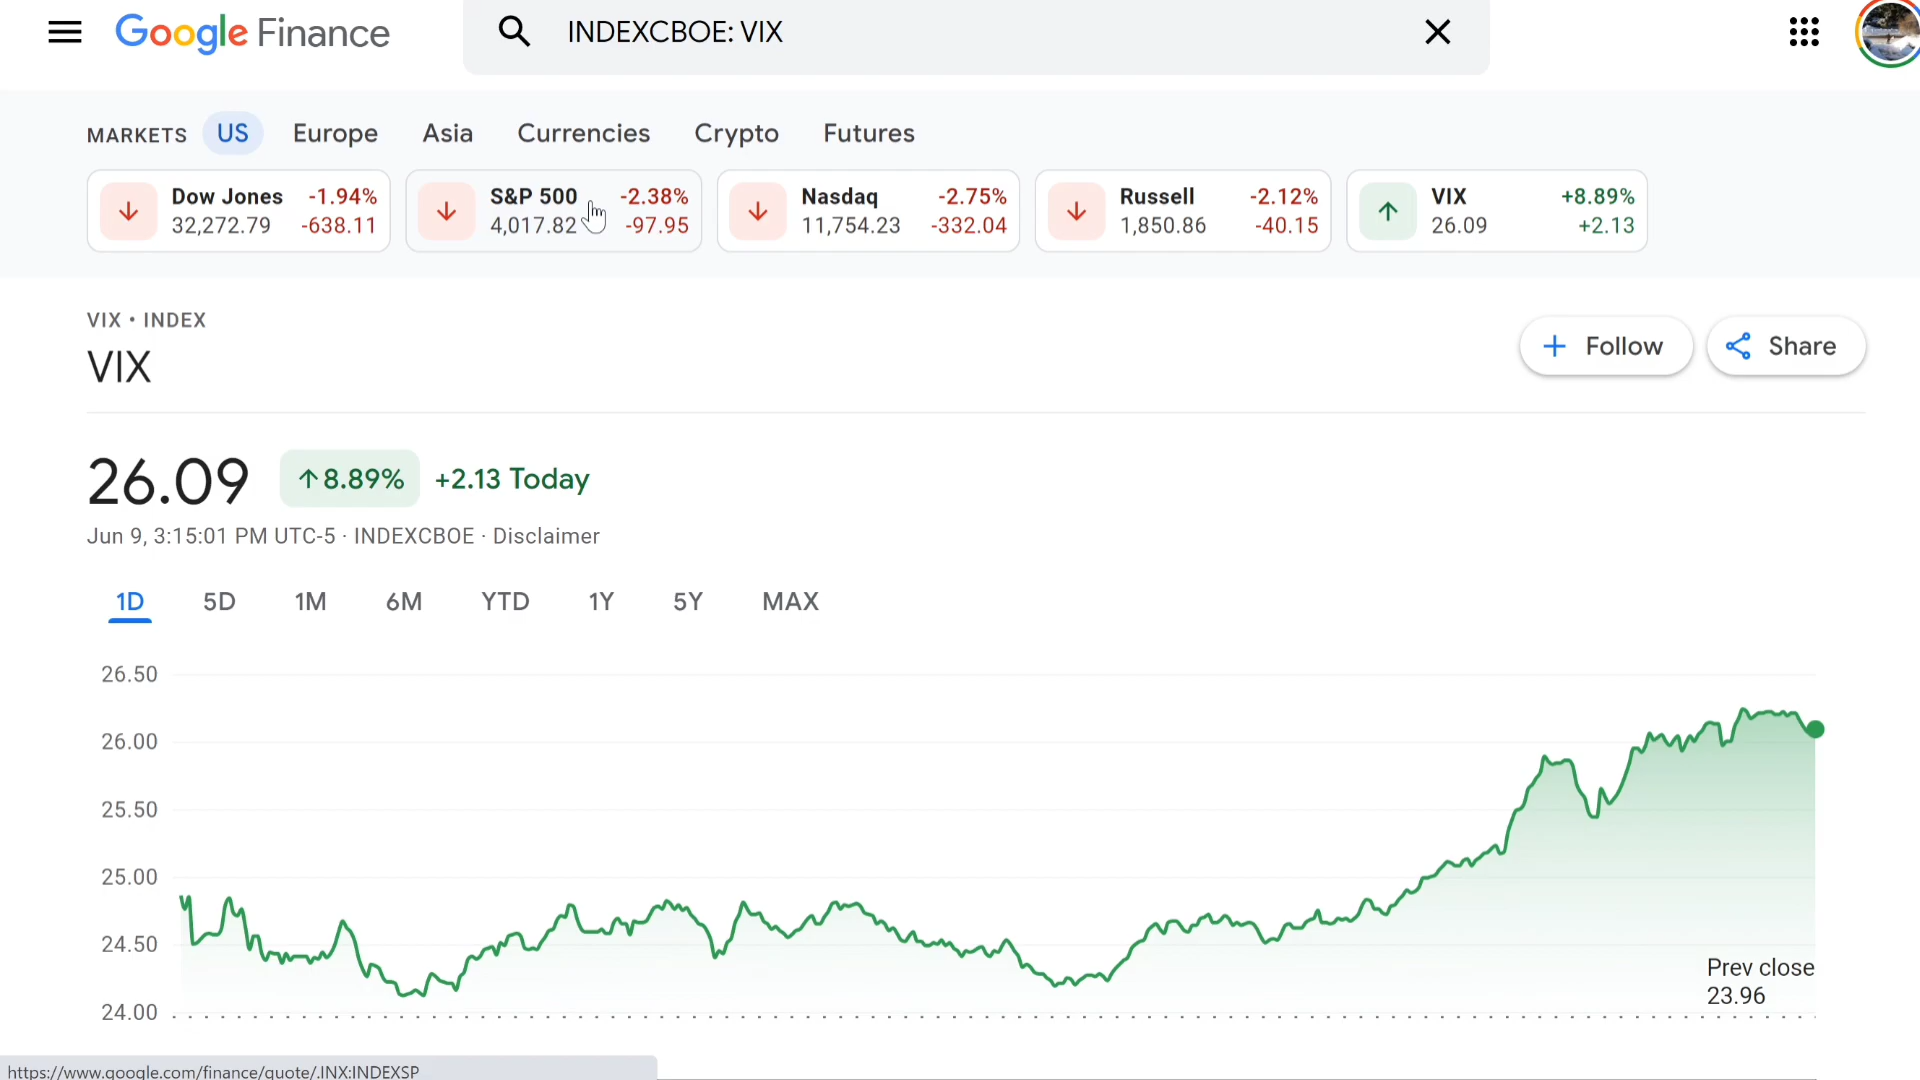 Google Finance
INDEXCBOE: VIX
MARKETS US Europe Asia Currencies Crypto Futures
Dow Jones -1.94%
32,272.79 -638.11
S&P 500 -2.38%
4,017.82 -97.95
Nasdaq -2.75%
11,754.23 -332.04
Russell -2.12%
1,850.86 -40.15
VIX +8.89%
26.09 +2.13
VIX • INDEX
VIX
Follow
Share
26.09 ↑8.89% +2.13 Today
Jun 9, 3:15:01 PM UTC-5 · INDEXCBOE · Disclaimer
1D 5D 1M 6M YTD 1Y 5Y MAX
26.50
26.00
25.50
25.00
24.50
24.00
Prev close
23.96
https://www.google.com/finance/quote/.INX:INDEXSP